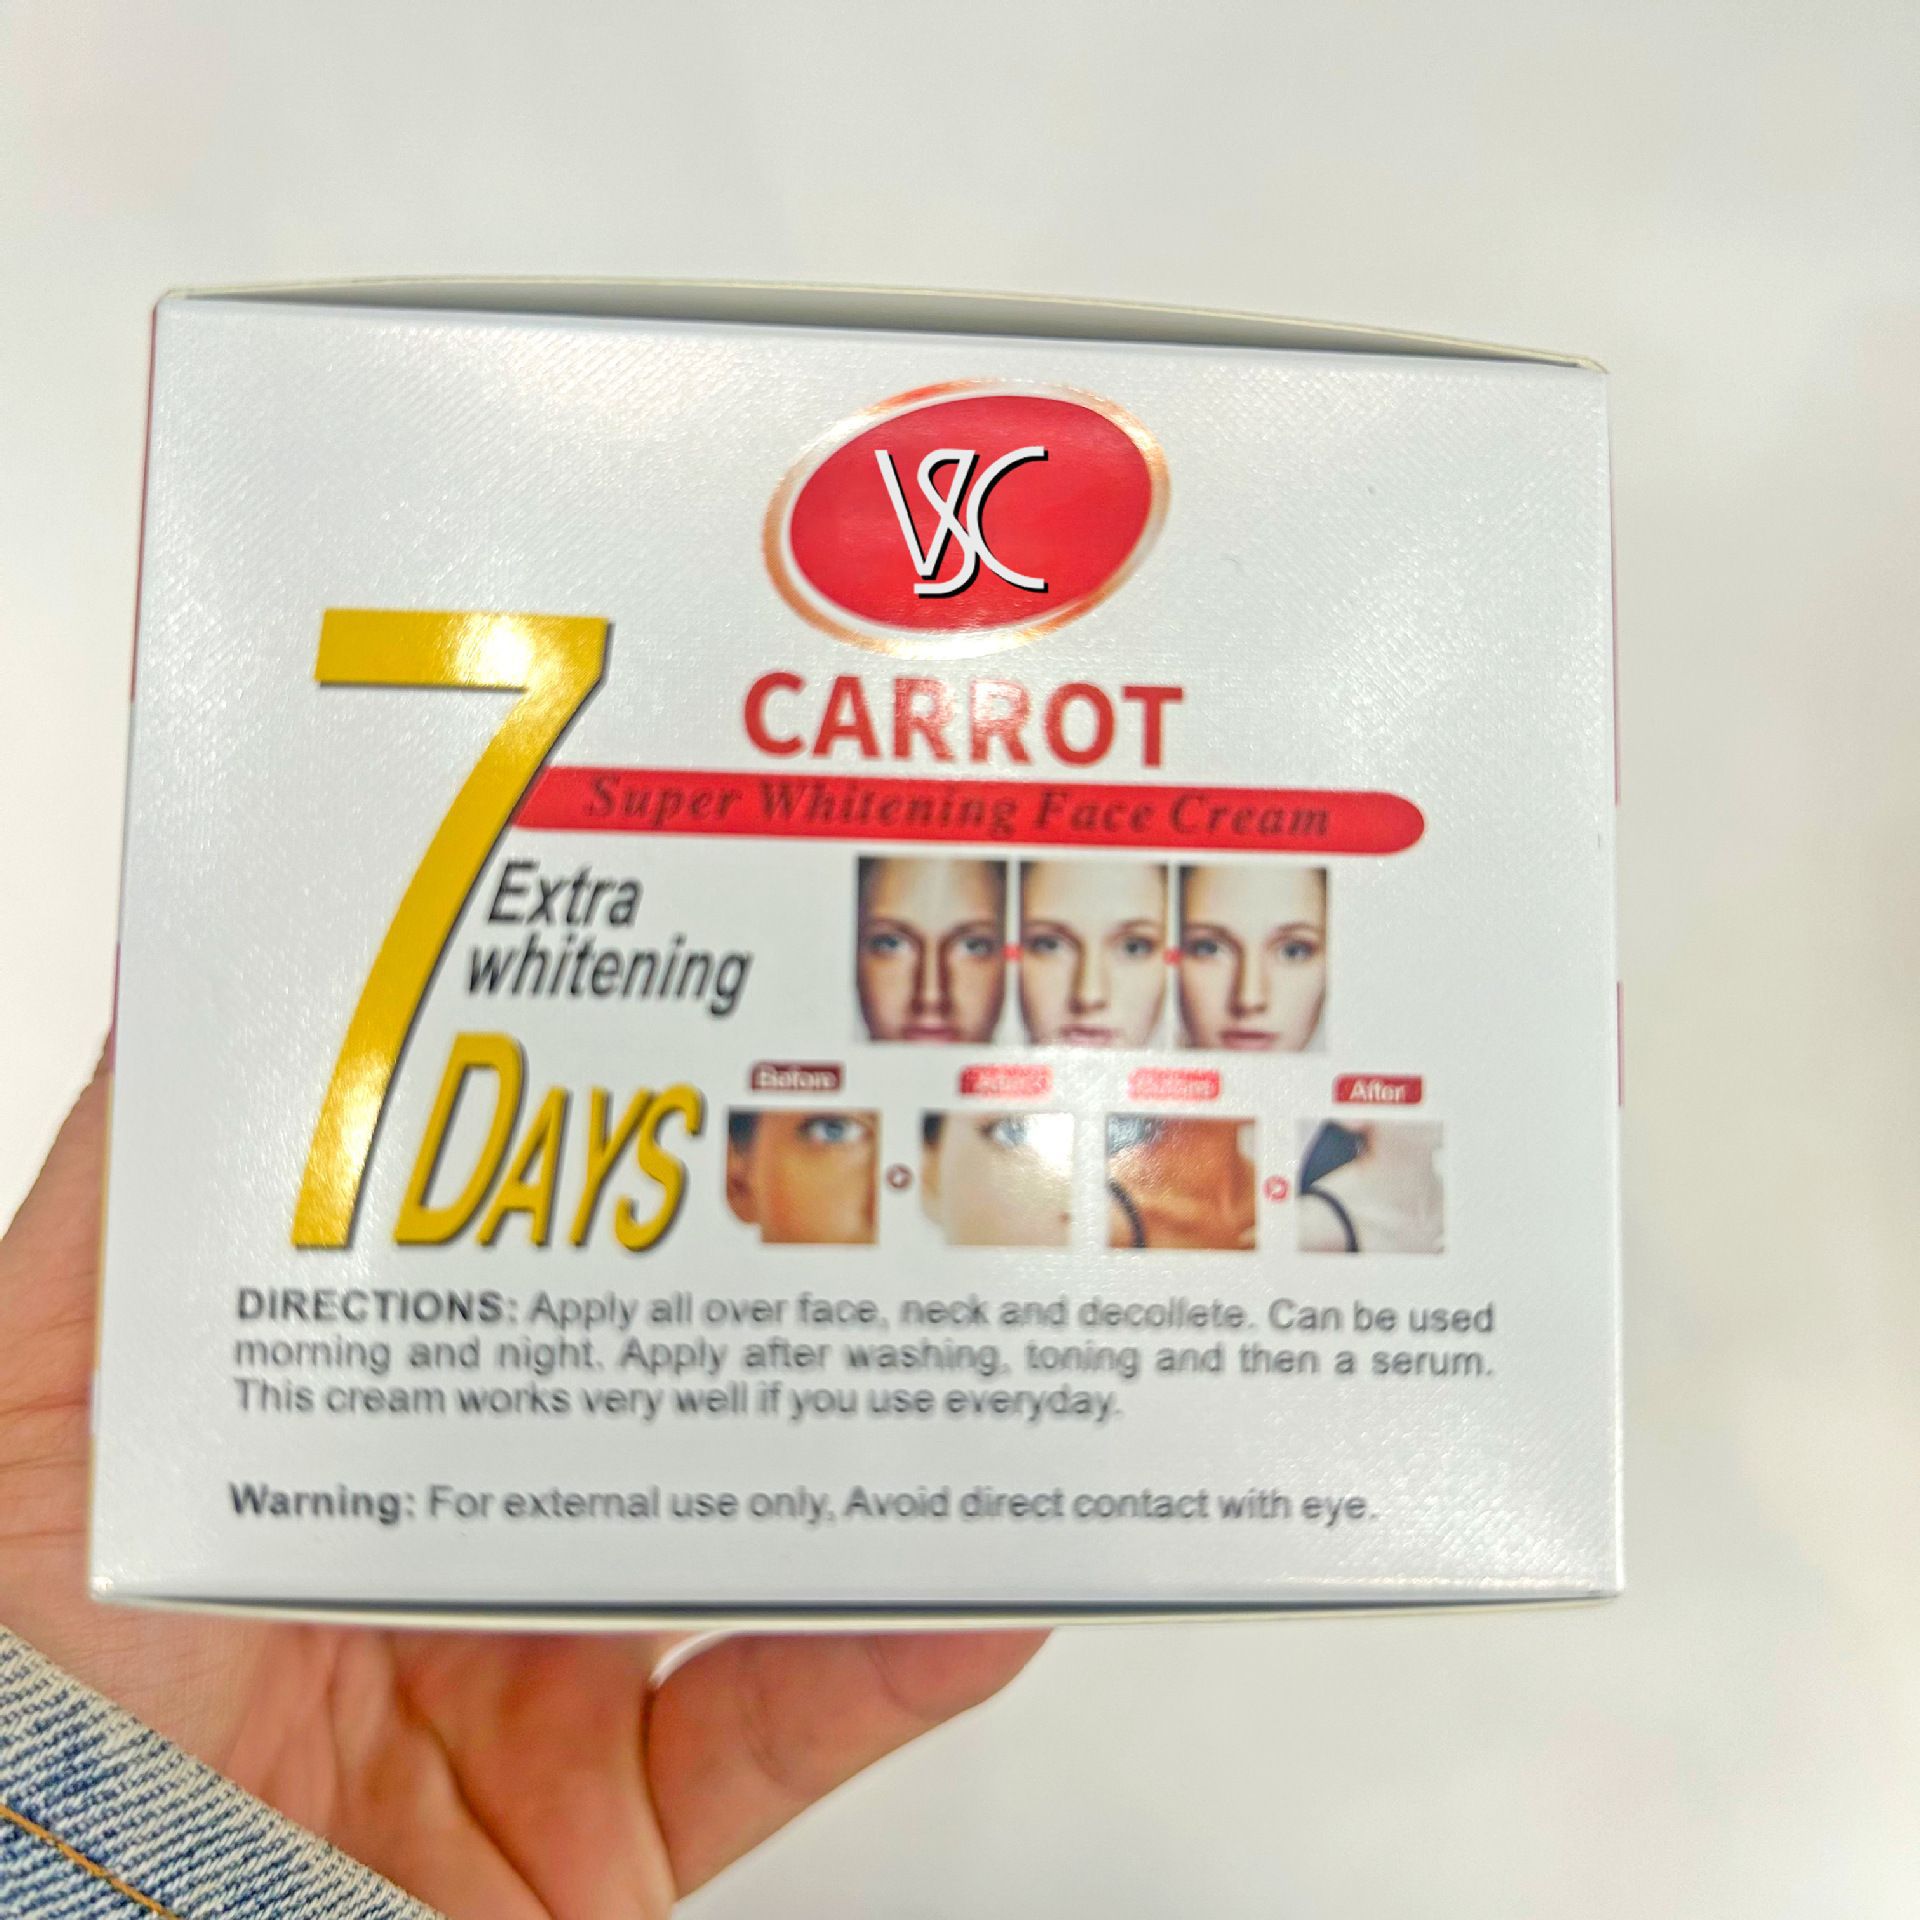 VSC
CARROT
Super Whitening Face Cream
7
Extra
whitening
DAYS
Before
After
DIRECTIONS: Apply all over face, neck and decollete. Can be used
morning and night. Apply after washing, toning and then a serum.
This cream works very well if you use everyday.
Warning: For external use only, Avoid direct contact with eye.